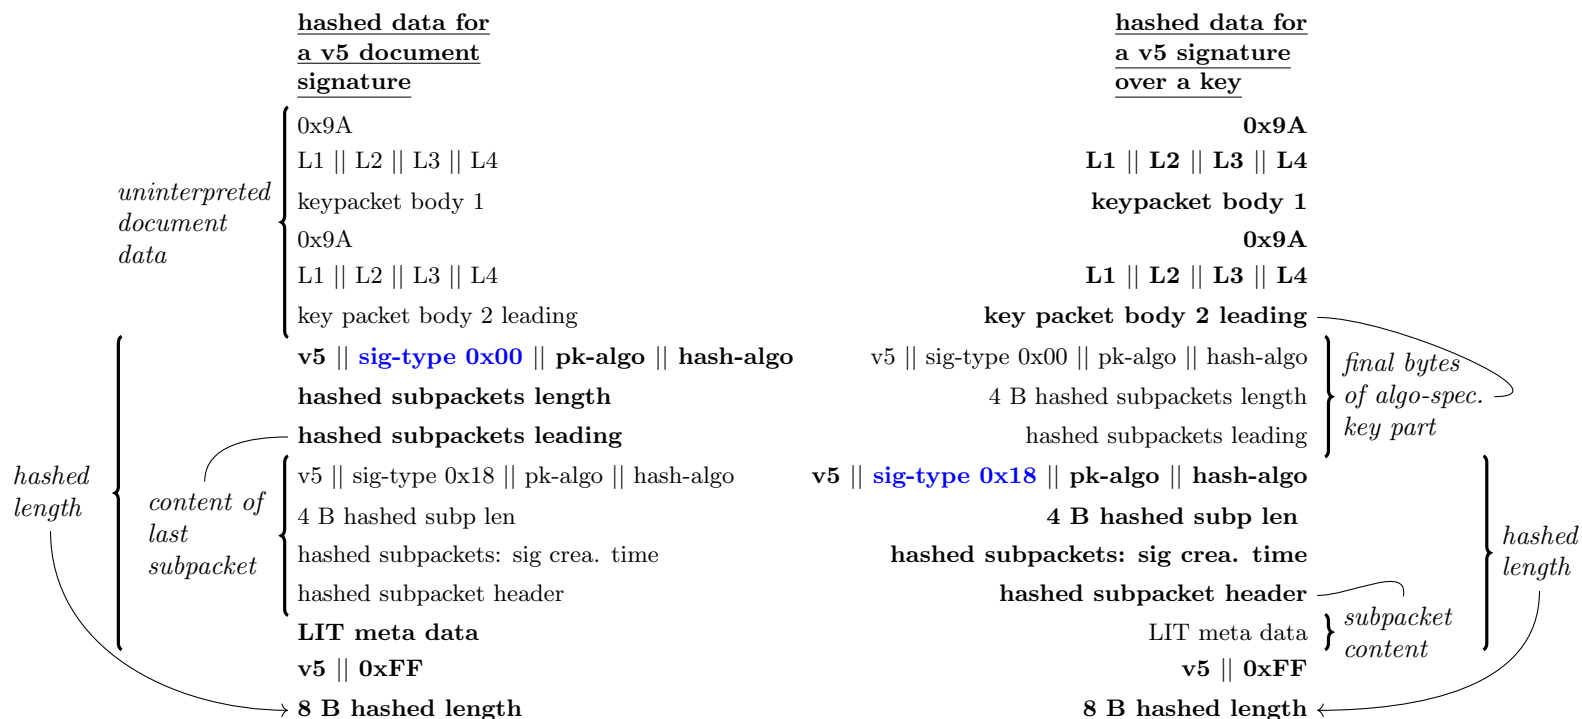 hashed data for
a v5 document
signature
0x9A
L1 || L2 || L3 || L4
keypacket body 1
0x9A
L1 || L2 || L3 || L4
key packet body 2 leading
uninterpreted
document
data
v5 || sig-type 0x00 || pk-algo || hash-algo
hashed subpackets length
hashed subpackets leading
v5 || sig-type 0x18 || pk-algo || hash-algo
4 B hashed subp len
hashed subpackets: sig crea. time
hashed subpacket header
content of
last
subpacket
LIT meta data
hashed
length
v5 || 0xFF
8 B hashed length
hashed data for
a v5 signature
over a key
0x9A
L1 || L2 || L3 || L4
keypacket body 1
0x9A
L1 || L2 || L3 || L4
key packet body 2 leading
v5 || sig-type 0x00 || pk-algo || hash-algo
4 B hashed subpackets length
hashed subpackets leading
final bytes
of algo-spec.
key part
v5 || sig-type 0x18 || pk-algo || hash-algo
4 B hashed subp len
hashed subpackets: sig crea. time
hashed subpacket header
LIT meta data
subpacket
content
hashed
length
v5 || 0xFF
8 B hashed length